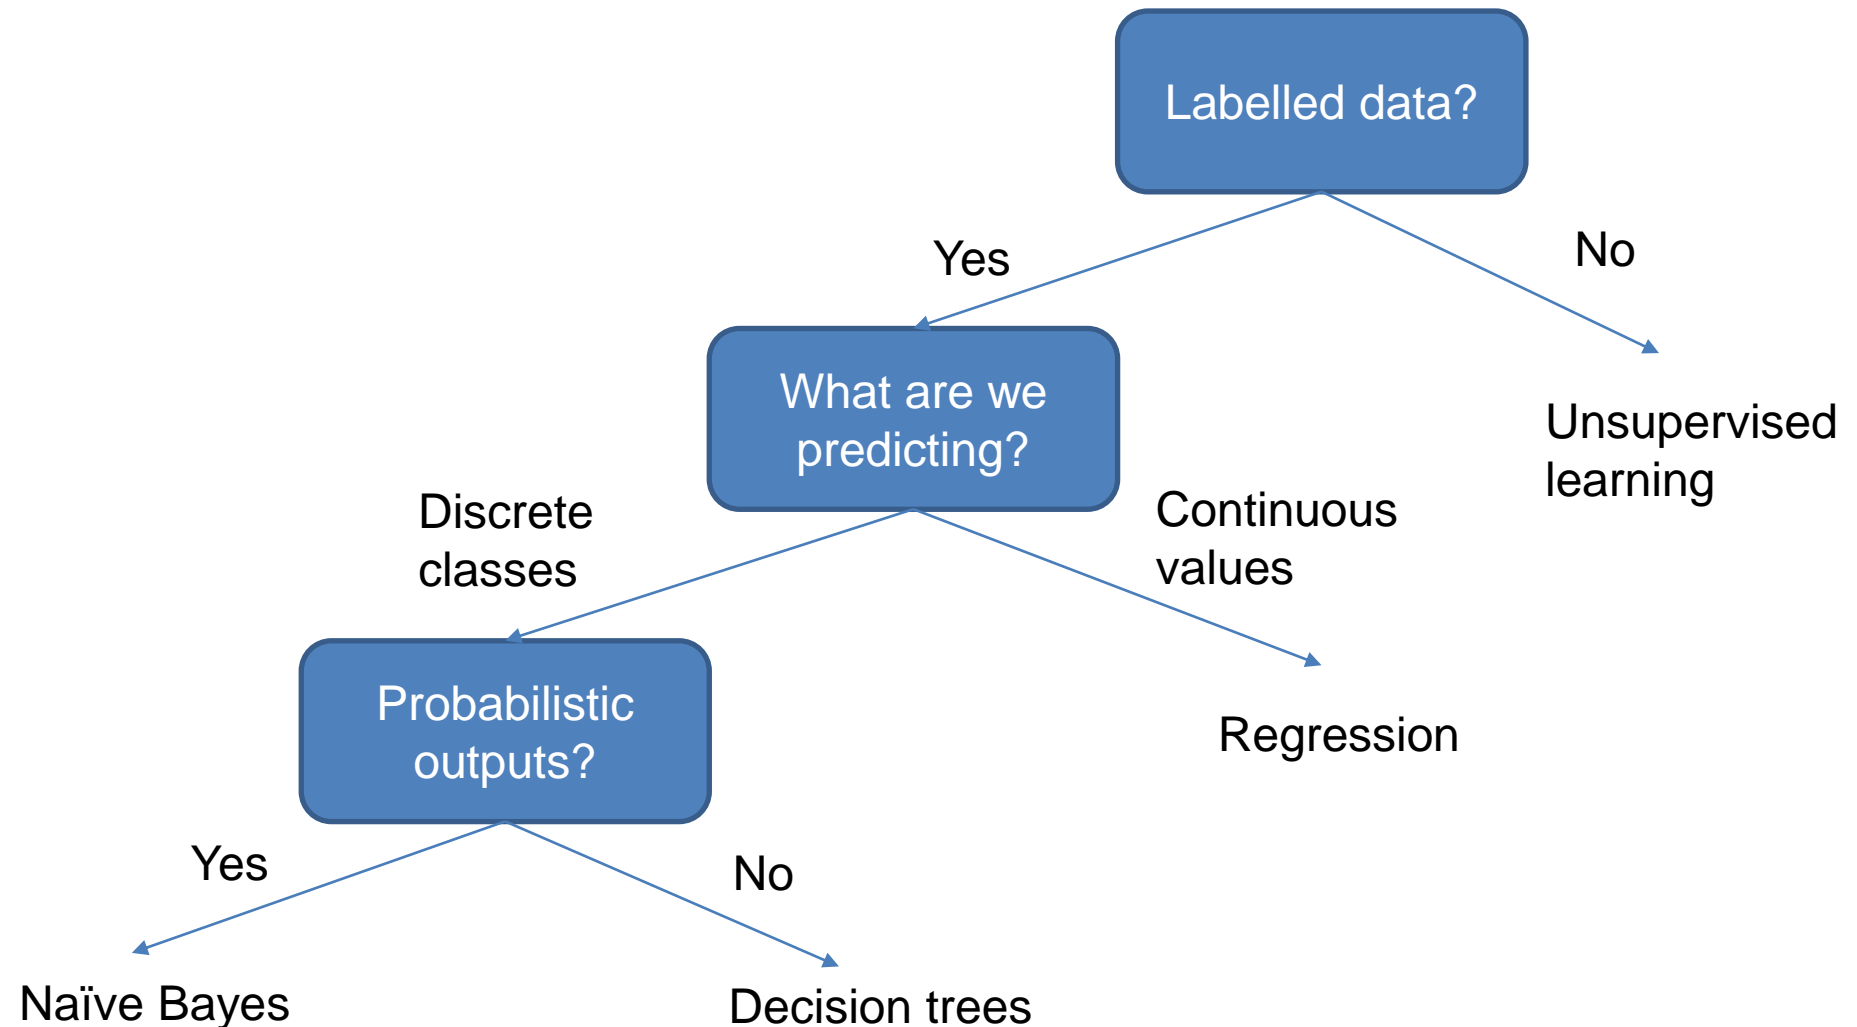 Labelled data?
Yes
No
What are we
predicting?
Unsupervised
learning
Discrete
classes
Continuous
values
Probabilistic
outputs?
Regression
Yes
No
Naïve Bayes
Decision trees